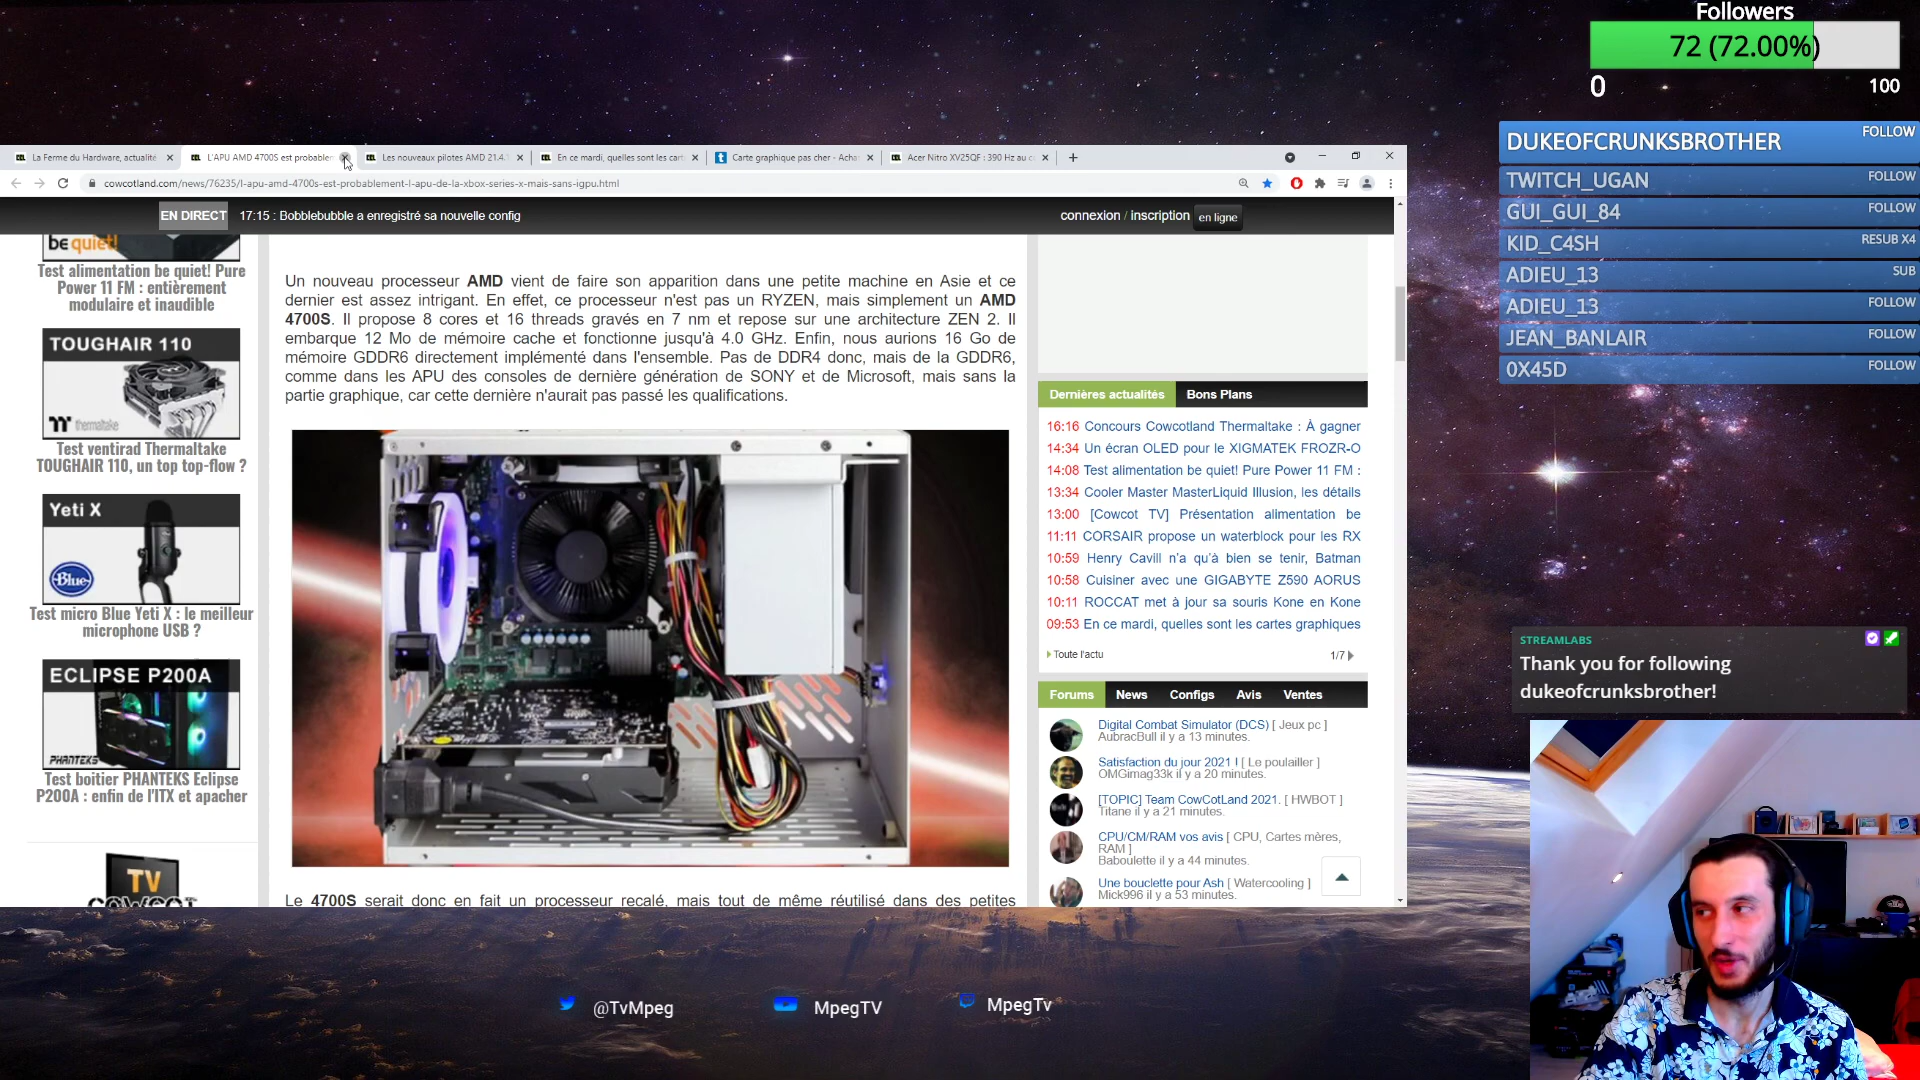 Followers
72 (72.00%)
0
100
La Ferme du Hardware, actualité
L'APU AMD 4700S est probablem
Les nouveaux pilotes AMD 21.4.1
En ce mardi, quelles sont les cart
Carte graphique pas cher - Acha
Acer Nitro XV25QF : 390 Hz au c
cowcotland.com/news/76235/l-apu-amd-4700s-est-probablement-l-apu-de-la-xbox-series-x-mais-sans-igpu.html
EN DIRECT
17:15 : Bobblebubble a enregistré sa nouvelle config
connexion / inscription
en ligne
be quiet!
Test alimentation be quiet! Pure
Power 11 FM : entièrement
modulaire et inaudible
TOUGHAIR 110
thermaltake
Test ventirad Thermaltake
TOUGHAIR 110, un top top-flow ?
Yeti X
Blue
Test micro Blue Yeti X : le meilleur
microphone USB ?
ECLIPSE P200A
PHANTEKS
Test boitier PHANTEKS Eclipse
P200A : enfin de l'ITX et apacher
TV
COWCOT
Un nouveau processeur AMD vient de faire son apparition dans une petite machine en Asie et ce
dernier est assez intrigant. En effet, ce processeur n'est pas un RYZEN, mais simplement un AMD
4700S. Il propose 8 cores et 16 threads gravés en 7 nm et repose sur une architecture ZEN 2. Il
embarque 12 Mo de mémoire cache et fonctionne jusqu'à 4.0 GHz. Enfin, nous aurions 16 Go de
mémoire GDDR6 directement implémenté dans l'ensemble. Pas de DDR4 donc, mais de la GDDR6,
comme dans les APU des consoles de dernière génération de SONY et de Microsoft, mais sans la
partie graphique, car cette dernière n'aurait pas passé les qualifications.
Le 4700S serait donc en fait un processeur recalé, mais tout de même réutilisé dans des petites
Dernières actualités
Bons Plans
16:16 Concours Cowcotland Thermaltake : À gagner
14:34 Un écran OLED pour le XIGMATEK FROZR-O
14:08 Test alimentation be quiet! Pure Power 11 FM :
13:34 Cooler Master MasterLiquid Illusion, les détails
13:00 [Cowcot TV] Présentation alimentation be
11:11 CORSAIR propose un waterblock pour les RX
10:59 Henry Cavill n'a qu'à bien se tenir, Batman
10:58 Cuisiner avec une GIGABYTE Z590 AORUS
10:11 ROCCAT met à jour sa souris Kone en Kone
09:53 En ce mardi, quelles sont les cartes graphiques
Toute l'actu
1/7
Forums
News
Configs
Avis
Ventes
Digital Combat Simulator (DCS) [ Jeux pc ]
AubracBull il y a 13 minutes.
Satisfaction du jour 2021 ! [ Le poulailler ]
OMGimag33k il y a 20 minutes.
[TOPIC] Team CowCotLand 2021. [ HWBOT ]
Titane il y a 21 minutes.
CPU/CM/RAM vos avis [ CPU, Cartes mères,
RAM ]
Baboulette il y a 44 minutes.
Une bouclette pour Ash [ Watercooling ]
Mick996 il y a 53 minutes.
DUKEOFCRUNKSBROTHER FOLLOW
TWITCH_UGAN FOLLOW
GUI_GUI_84 FOLLOW
KID_C4SH RESUB X4
ADIEU_13 SUB
ADIEU_13 FOLLOW
JEAN_BANLAIR FOLLOW
0X45D FOLLOW
STREAMLABS
Thank you for following
dukeofcrunksbrother!
@TvMpeg
MpegTV
MpegTv